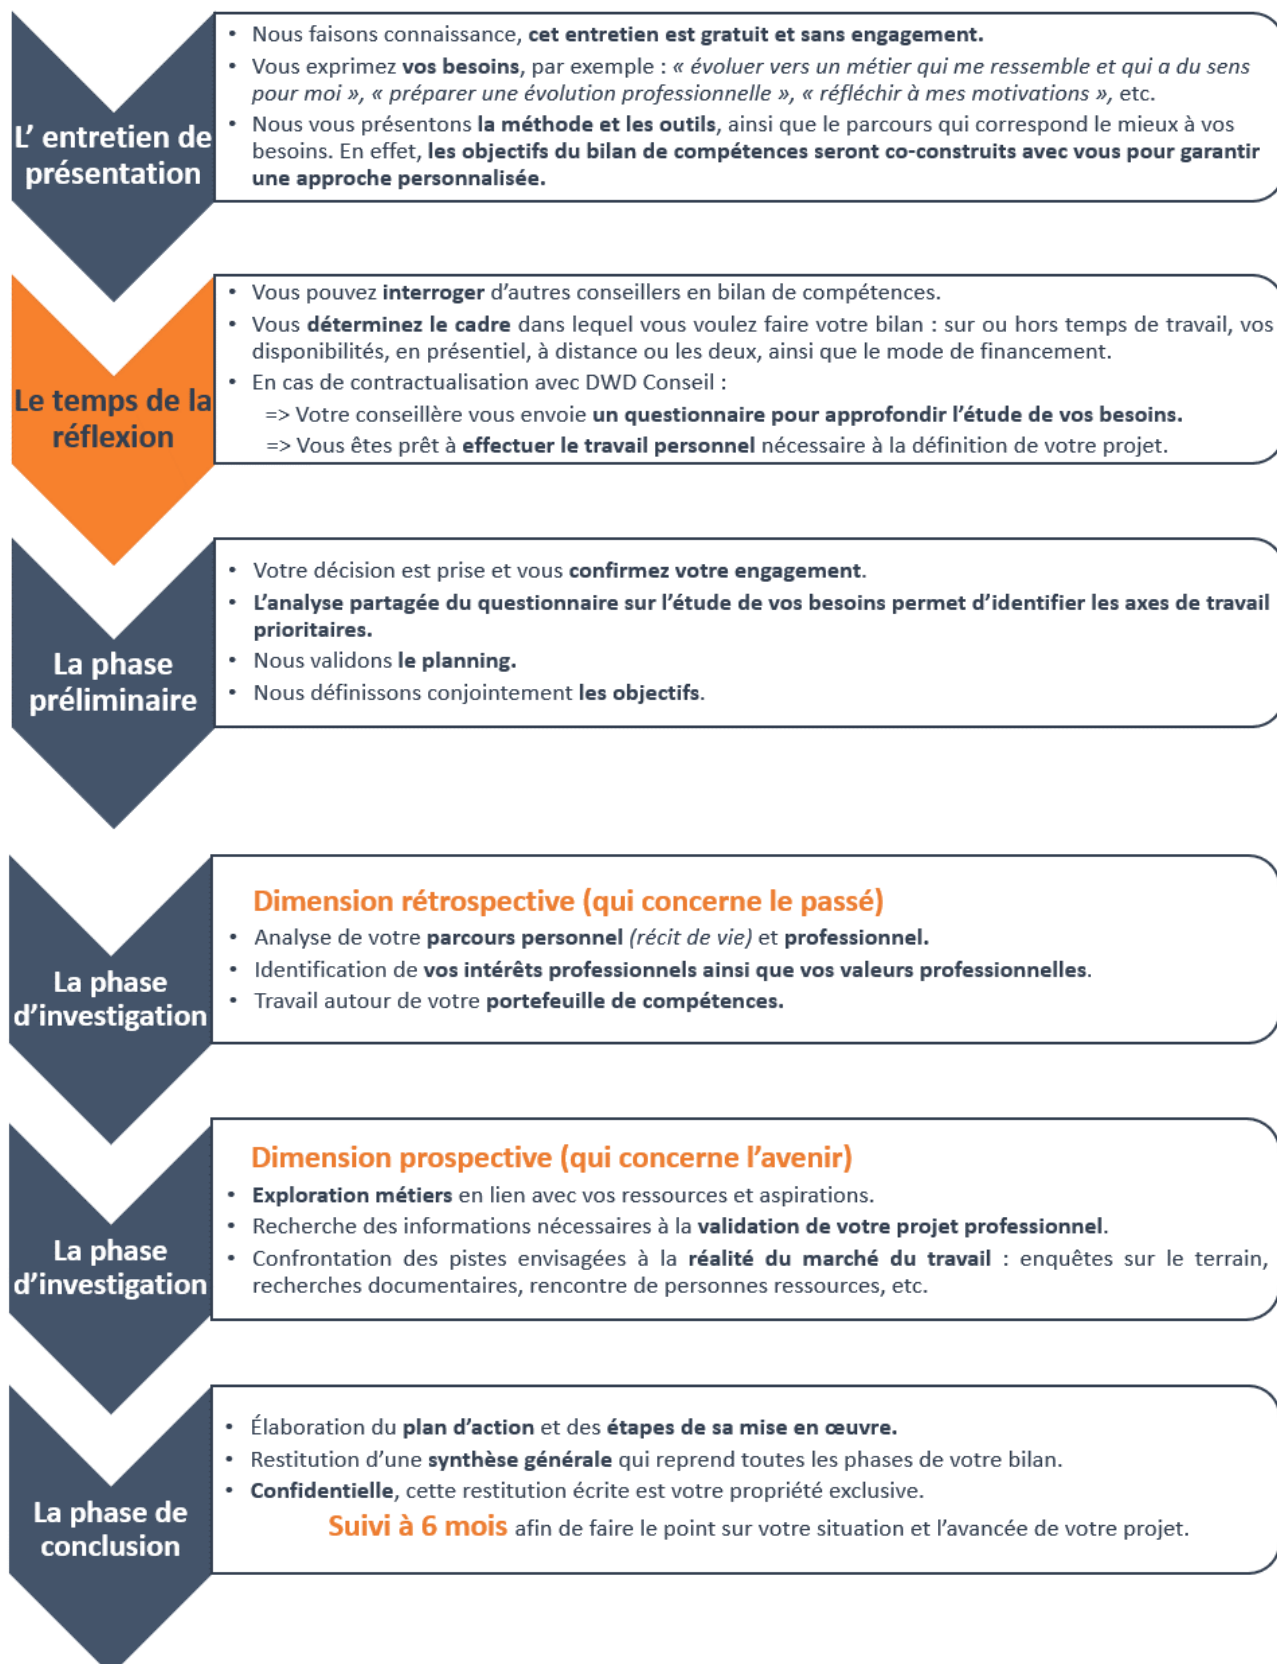 L' entretien de
présentation
• Nous faisons connaissance, cet entretien est gratuit et sans engagement.
• Vous exprimez vos besoins, par exemple : « évoluer vers un métier qui me ressemble et qui a du sens
pour moi », « préparer une évolution professionnelle », « réfléchir à mes motivations », etc.
• Nous vous présentons la méthode et les outils, ainsi que le parcours qui correspond le mieux à vos
besoins. En effet, les objectifs du bilan de compétences seront co-construits avec vous pour garantir
une approche personnalisée.
Le temps de la
réflexion
• Vous pouvez interroger d'autres conseillers en bilan de compétences.
• Vous déterminez le cadre dans lequel vous voulez faire votre bilan : sur ou hors temps de travail, vos
disponibilités, en présentiel, à distance ou les deux, ainsi que le mode de financement.
• En cas de contractualisation avec DWD Conseil :
=> Votre conseillère vous envoie un questionnaire pour approfondir l'étude de vos besoins.
=> Vous êtes prêt à effectuer le travail personnel nécessaire à la définition de votre projet.
La phase
préliminaire
• Votre décision est prise et vous confirmez votre engagement.
• L'analyse partagée du questionnaire sur l'étude de vos besoins permet d'identifier les axes de travail
prioritaires.
• Nous validons le planning.
• Nous définissons conjointement les objectifs.
La phase
d'investigation
Dimension rétrospective (qui concerne le passé)
• Analyse de votre parcours personnel (récit de vie) et professionnel.
• Identification de vos intérêts professionnels ainsi que vos valeurs professionnelles.
• Travail autour de votre portefeuille de compétences.
La phase
d'investigation
Dimension prospective (qui concerne l'avenir)
• Exploration métiers en lien avec vos ressources et aspirations.
• Recherche des informations nécessaires à la validation de votre projet professionnel.
• Confrontation des pistes envisagées à la réalité du marché du travail : enquêtes sur le terrain,
recherches documentaires, rencontre de personnes ressources, etc.
La phase de
conclusion
• Élaboration du plan d'action et des étapes de sa mise en œuvre.
• Restitution d'une synthèse générale qui reprend toutes les phases de votre bilan.
• Confidentielle, cette restitution écrite est votre propriété exclusive.
Suivi à 6 mois afin de faire le point sur votre situation et l'avancée de votre projet.